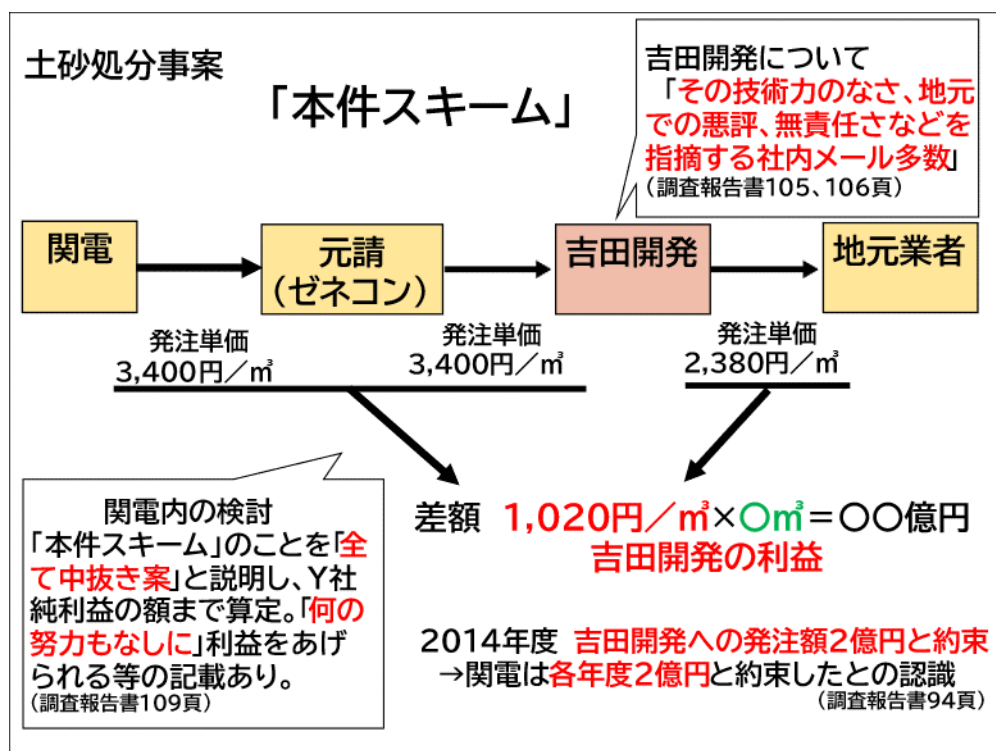 土砂処分事案
「本件スキーム」
吉田開発について
「その技術力のなさ、地元
での悪評、無責任さなどを
指摘する社内メール多数」
（調査報告書105、106頁）
関電
元請
（ゼネコン）
吉田開発
地元業者
発注単価
3,400円／㎥
発注単価
3,400円／㎥
発注単価
2,380円／㎥
関電内の検討
「本件スキーム」のことを「全
て中抜き案」と説明し、Y社
純利益の額まで算定。「何の
努力もなしに」利益をあげ
られる等の記載あり。
（調査報告書109頁）
差額 1,020円／㎥×〇㎥＝〇〇億円
吉田開発の利益
2014年度 吉田開発への発注額2億円と約束
→関電は各年度2億円と約束したとの認識
（調査報告書94頁）